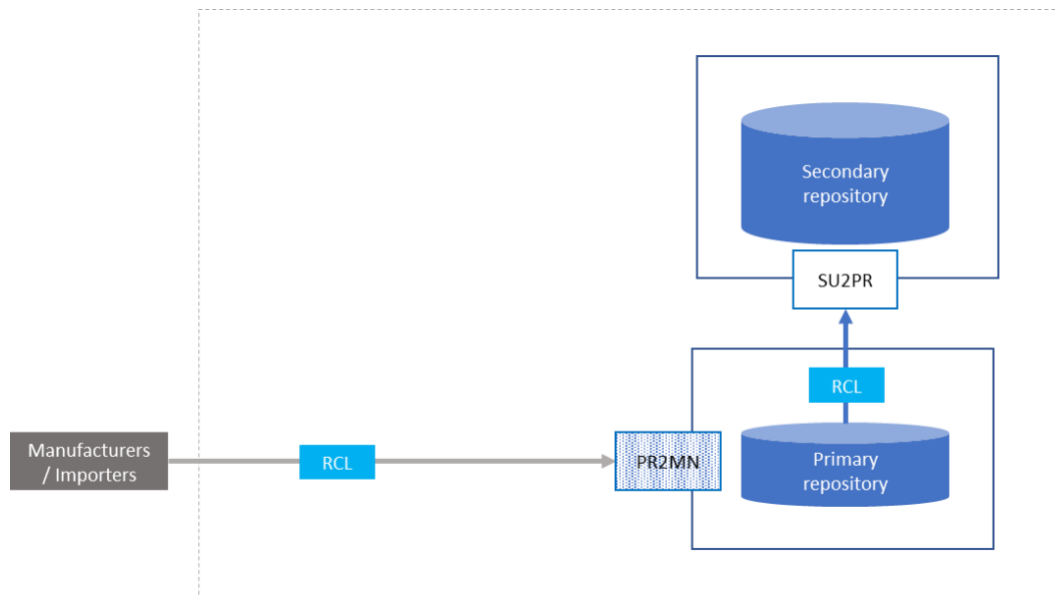 Secondary
repository
SU2PR
RCL
Manufacturers
/ Importers
RCL
PR2MN
Primary
repository